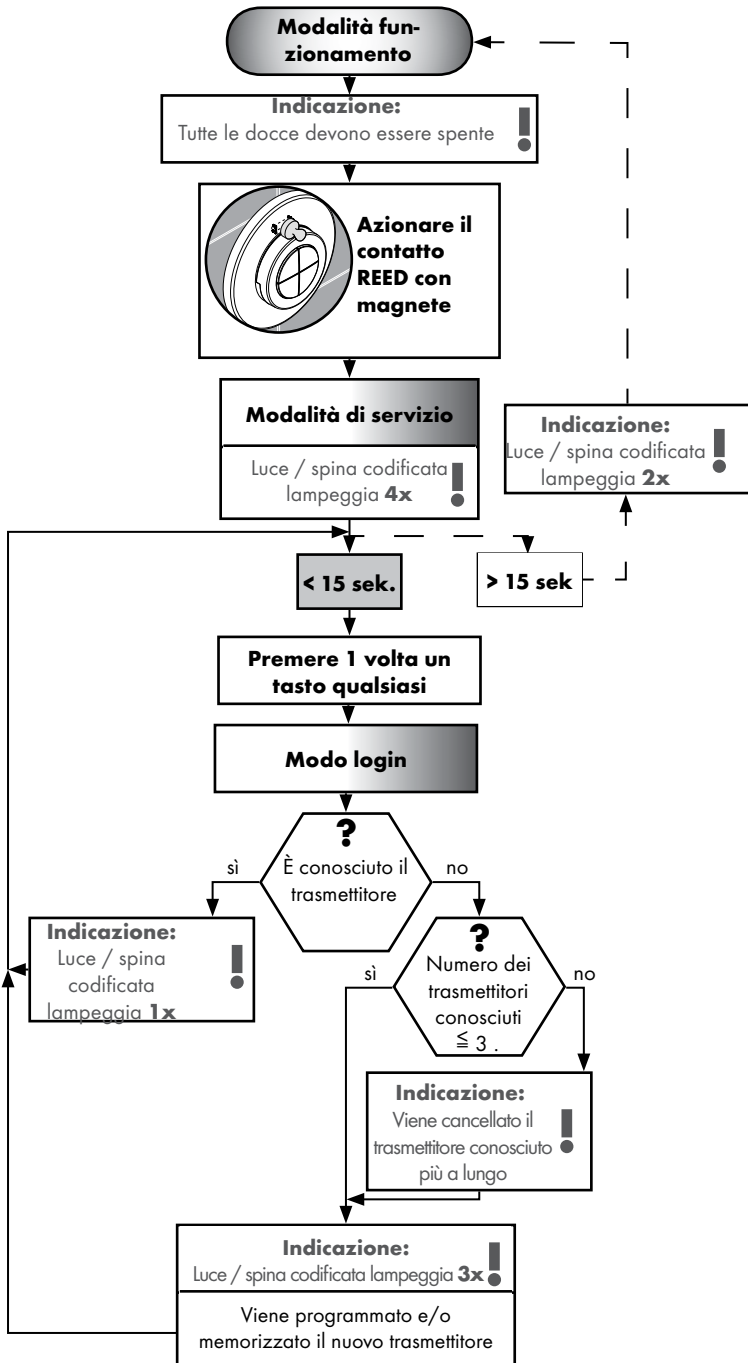 Modalità fun-
zionamento
Indicazione:
Tutte le docce devono essere spente
!
Azionare il
contatto
REED con
magnete
Modalità di servizio
Luce / spina codificata
lampeggia 4x
!
Indicazione:
Luce / spina codificata
lampeggia 2x
!
< 15 sek.
> 15 sek
Premere 1 volta un
tasto qualsiasi
Modo login
?
È conosciuto il
trasmettitore
sì
no
Indicazione:
Luce / spina
codificata
lampeggia 1x
!
?
Numero dei
trasmettitori
conosciuti
≦ 3 .
sì
no
Indicazione:
Viene cancellato il
trasmettitore conosciuto
più a lungo
!
Indicazione:
Luce / spina codificata lampeggia 3x
!
Viene programmato e/o
memorizzato il nuovo trasmettitore